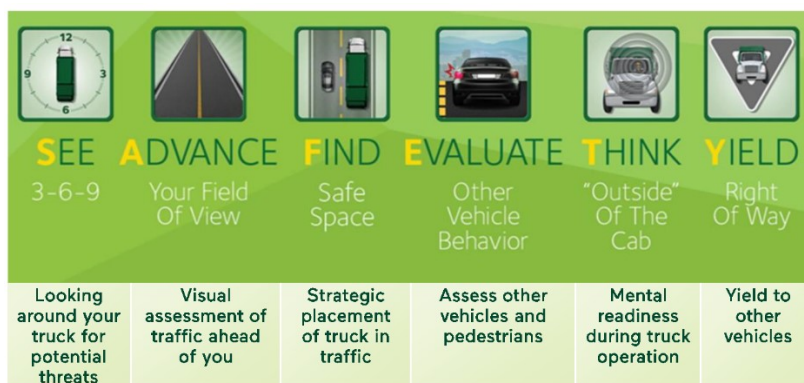 12
9
3
6
SEE
3-6-9
ADVANCE
Your Field
Of View
FIND
Safe
Space
EVALUATE
Other
Vehicle
Behavior
THINK
"Outside"
Of The
Cab
YIELD
Right
Of Way
Looking
around your
truck for
potential
threats
Visual
assessment of
traffic ahead
of you
Strategic
placement
of truck in
traffic
Assess other
vehicles and
pedestrians
Mental
readiness
during truck
operation
Yield to
other
vehicles